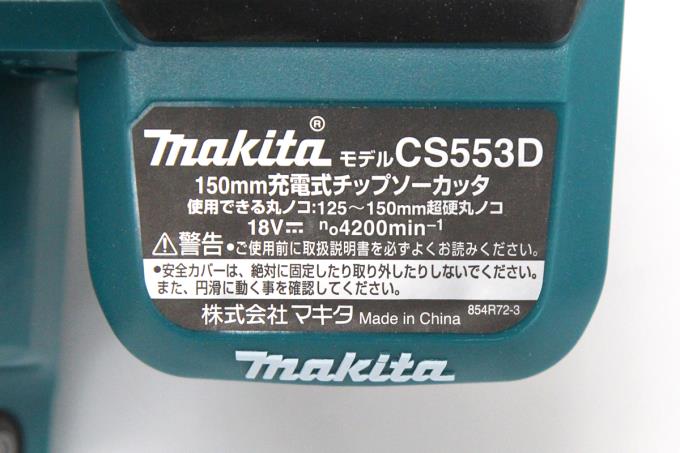 makita® モデルCS553D
150mm充電式チップソーカッタ
使用できる丸ノコ:125～150mm超硬丸ノコ
18V⎓ n₀4200min⁻¹
⚠警告 •ご使用前に取扱説明書を必ずよくお読みください。
•安全カバーは、絶対に固定したり取り外したりしないでください。
また、円滑に動く事を確認してください。
株式会社マキタ Made in China 854R72-3
makita